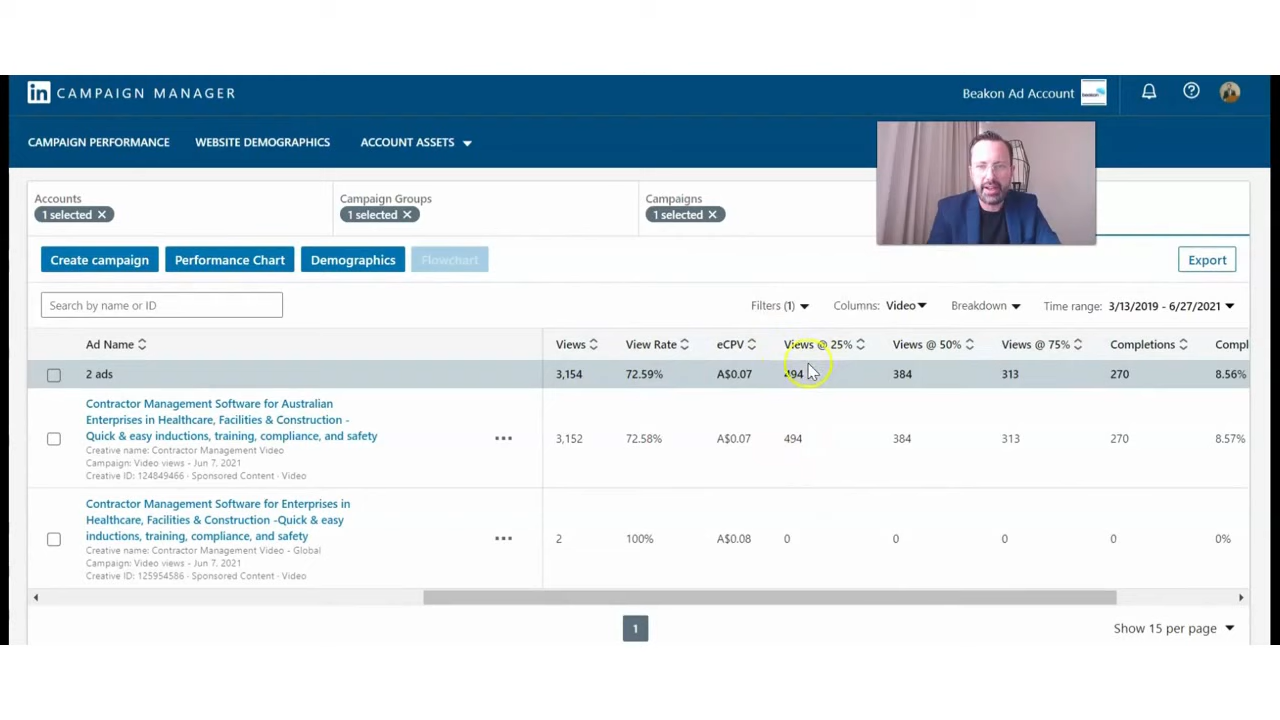 in CAMPAIGN MANAGER
Beakon Ad Account
CAMPAIGN PERFORMANCE WEBSITE DEMOGRAPHICS ACCOUNT ASSETS
Accounts
1 selected ×
Campaign Groups
1 selected ×
Campaigns
1 selected ×
Create campaign Performance Chart Demographics Flowchart Export
Search by name or ID
Filters (1) Columns: Video Breakdown Time range: 3/13/2019 - 6/27/2021
Ad Name Views View Rate eCPV Views @ 25% Views @ 50% Views @ 75% Completions Compl
2 ads 3,154 72.59% A$0.07 494 384 313 270 8.56%
Contractor Management Software for Australian
Enterprises in Healthcare, Facilities & Construction -
Quick & easy inductions, training, compliance, and safety
Creative name: Contractor Management Video
Campaign: Video views - Jun 7, 2021
Creative ID: 124849466 · Sponsored Content · Video
3,152 72.58% A$0.07 494 384 313 270 8.57%
Contractor Management Software for Enterprises in
Healthcare, Facilities & Construction -Quick & easy
inductions, training, compliance, and safety
Creative name: Contractor Management Video - Global
Campaign: Video views - Jun 7, 2021
Creative ID: 125954586 · Sponsored Content · Video
2 100% A$0.08 0 0 0 0 0%
1
Show 15 per page